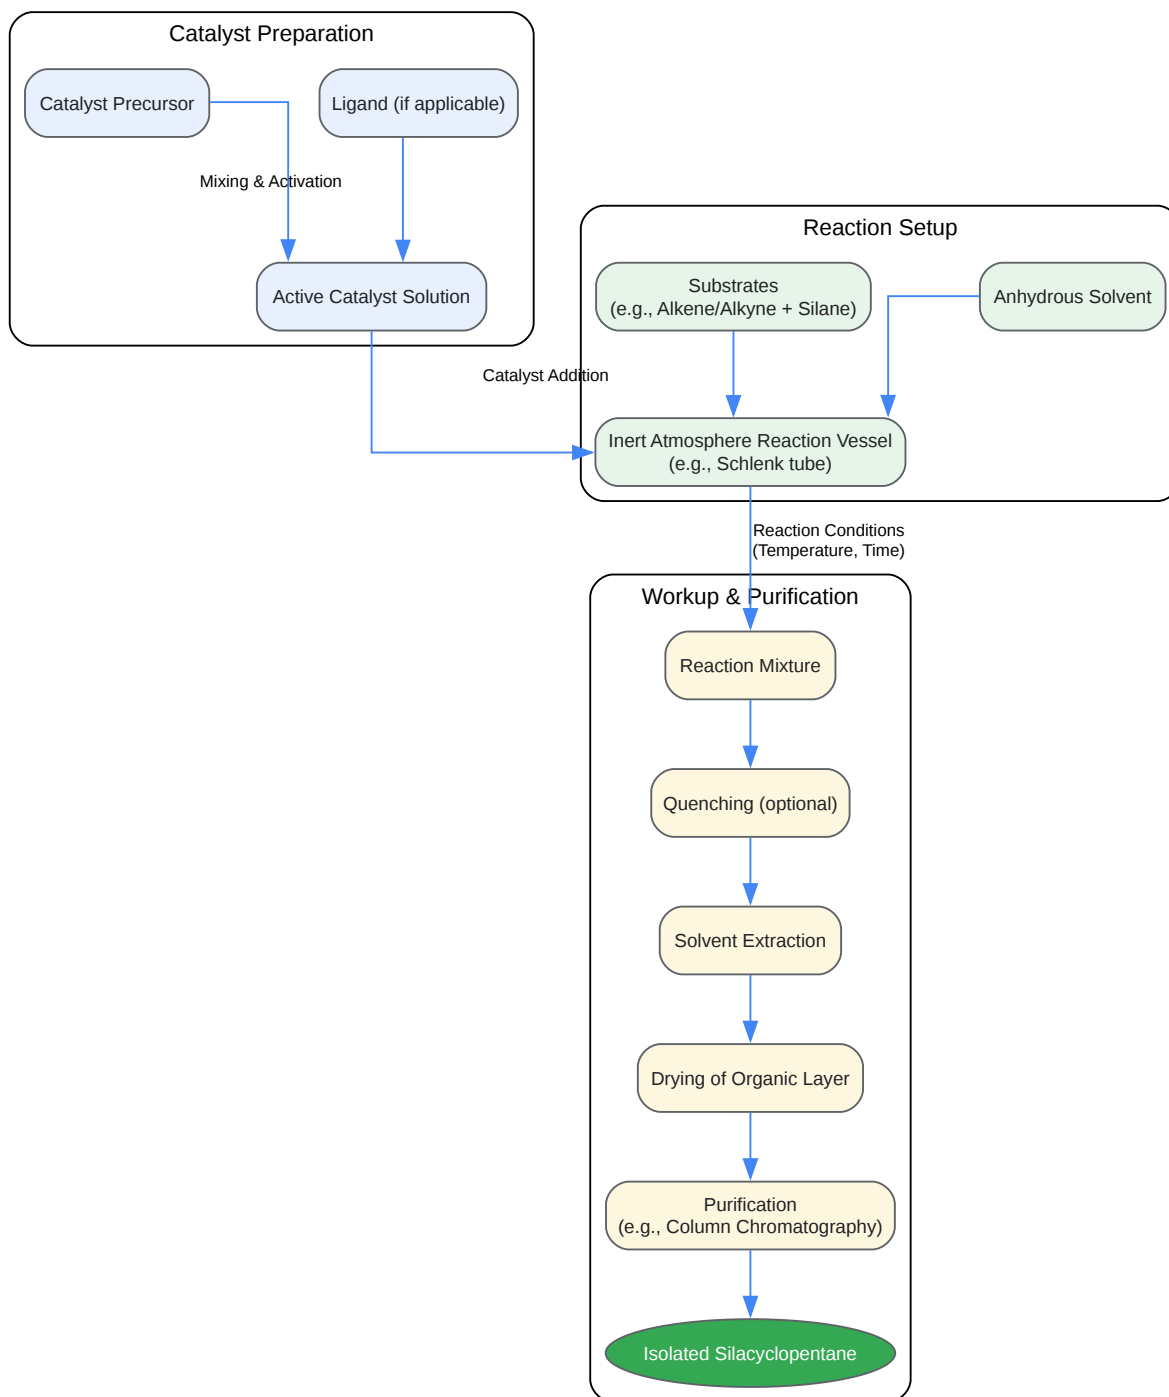 Catalyst Preparation
Catalyst Precursor
Ligand (if applicable)
Mixing & Activation
Active Catalyst Solution
Reaction Setup
Substrates
(e.g., Alkene/Alkyne + Silane)
Anhydrous Solvent
Catalyst Addition
Inert Atmosphere Reaction Vessel
(e.g., Schlenk tube)
Reaction Conditions
(Temperature, Time)
Workup & Purification
Reaction Mixture
Quenching (optional)
Solvent Extraction
Drying of Organic Layer
Purification
(e.g., Column Chromatography)
Isolated Silacyclopentane